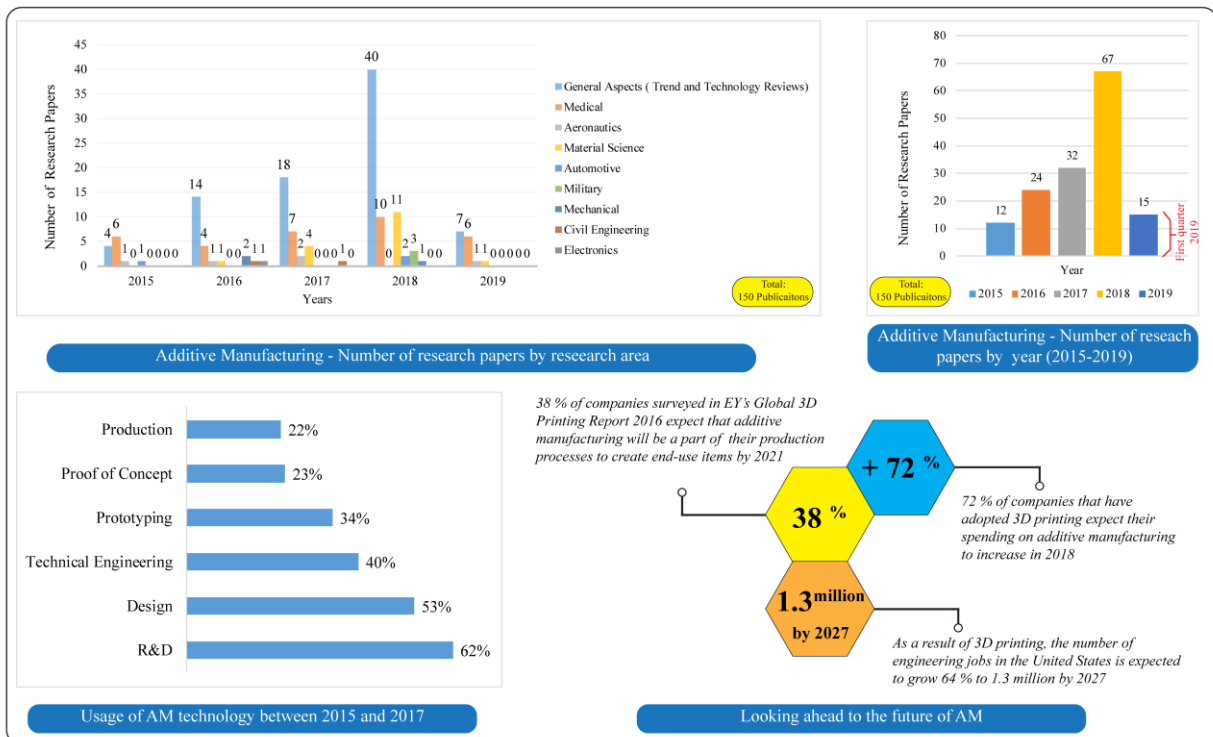 45
40
35
30
25
20
15
10
5
0
Number of Research Papers
4 6 1 0 1 0 0 0 0
14 4 1 1 0 0 2 1 1
18 7 2 4 0 0 0 1 0
40 10 0 11 2 3 1 0 0
7 6 1 1 0 0 0 0 0
2015 2016 2017 2018 2019
Years
General Aspects ( Trend and Technology Reviews)
Medical
Aeronautics
Material Science
Automotive
Military
Mechanical
Civil Engineering
Electronics
Total:
150 Publicaitons
Additive Manufacturing - Number of research papers by reseearch area
80
70
60
50
40
30
20
10
0
Number of Research Papers
12
24
32
67
15
First quarter
2019
Year
Total:
150 Publicaitons
2015 2016 2017 2018 2019
Additive Manufacturing - Number of reseach
papers by year (2015-2019)
Production 22%
Proof of Concept 23%
Prototyping 34%
Technical Engineering 40%
Design 53%
R&D 62%
Usage of AM technology between 2015 and 2017
38 % of companies surveyed in EY's Global 3D
Printing Report 2016 expect that additive
manufacturing will be a part of their production
processes to create end-use items by 2021
+ 72 %
38 %
72 % of companies that have
adopted 3D printing expect their
spending on additive manufacturing
to increase in 2018
1.3 million
by 2027
As a result of 3D printing, the number of
engineering jobs in the United States is expected
to grow 64 % to 1.3 million by 2027
Looking ahead to the future of AM